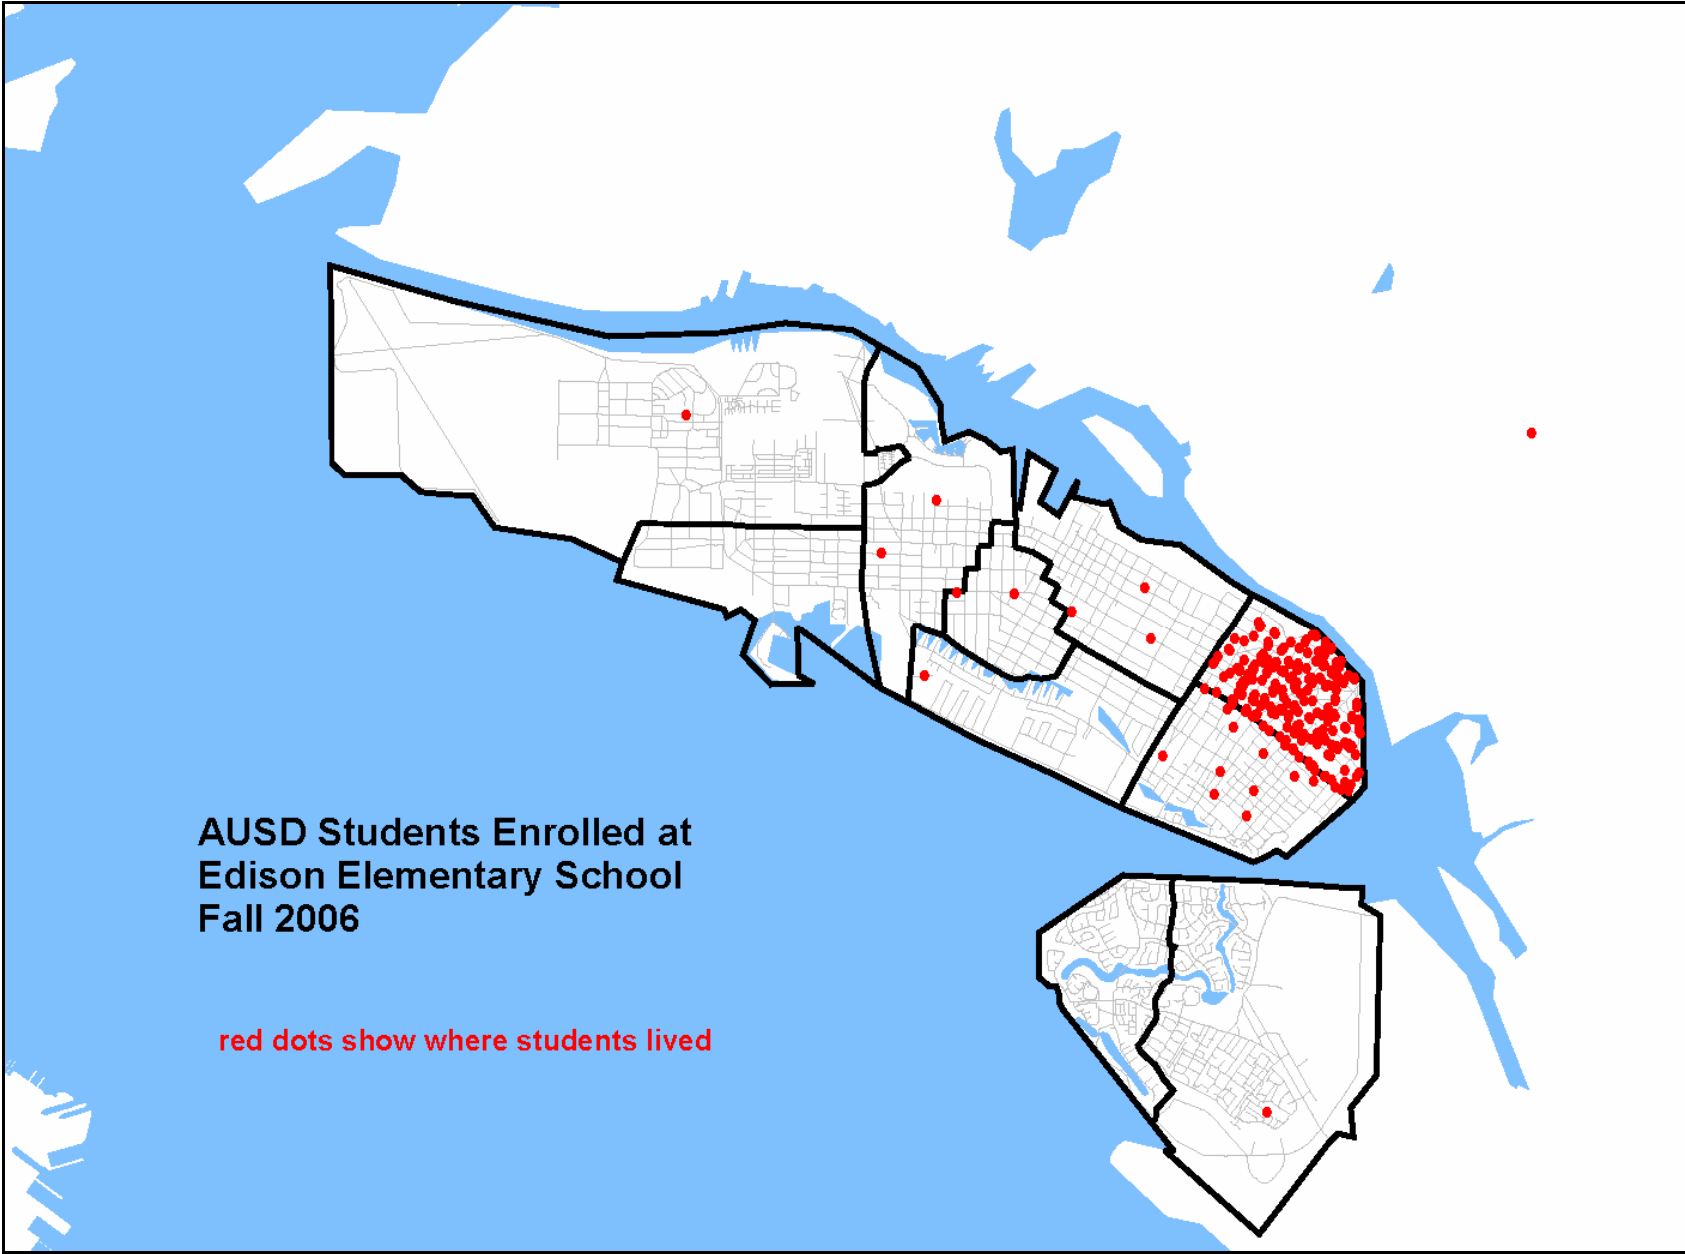 AUSD Students Enrolled at
Edison Elementary School
Fall 2006
red dots show where students lived